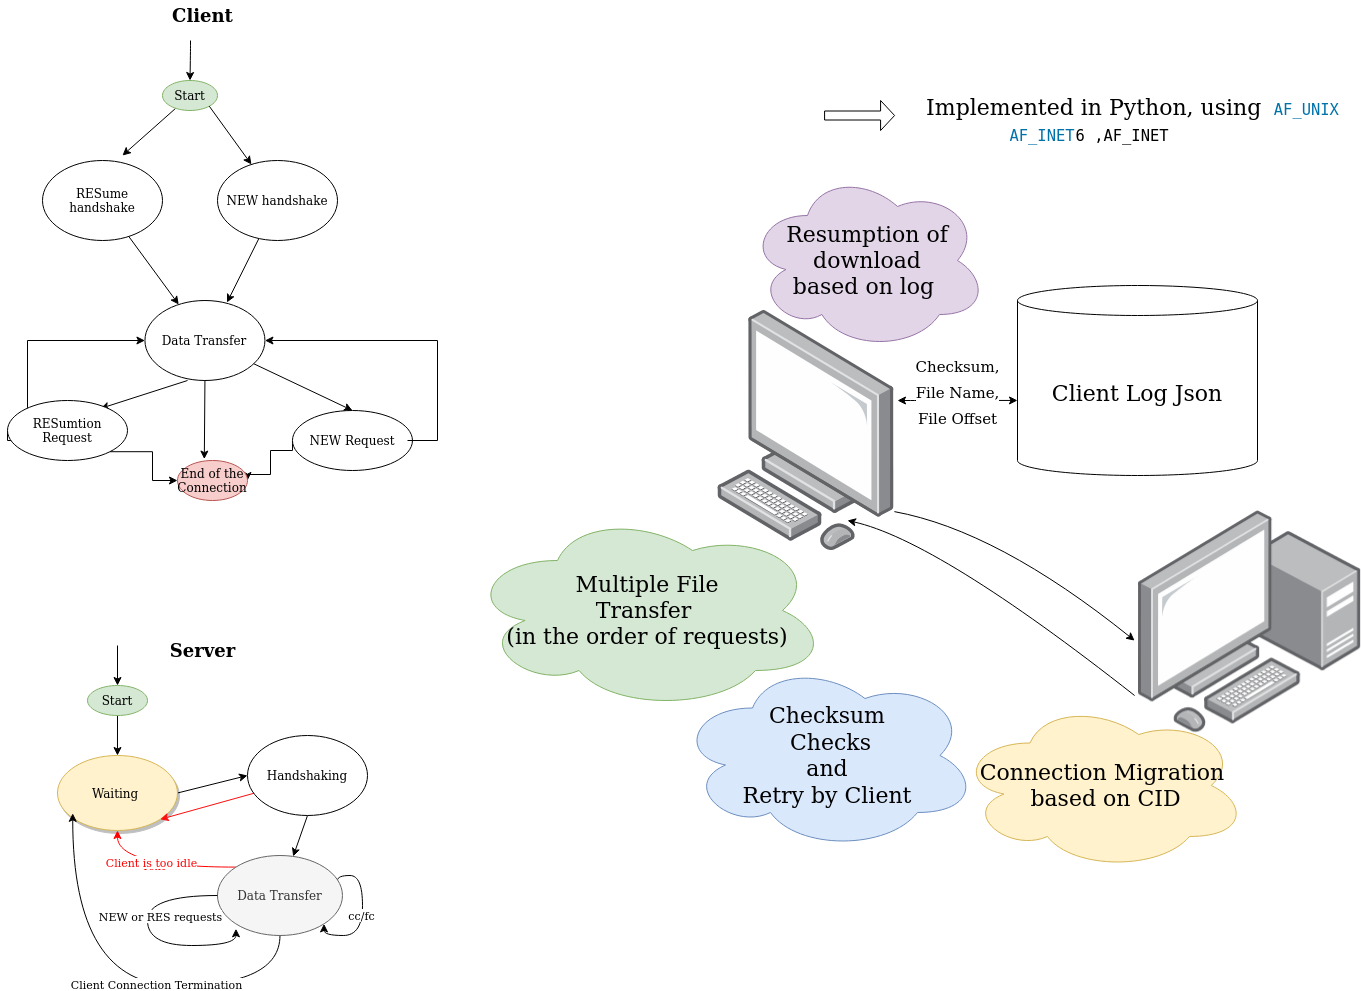 Client
Start
RESume
handshake
NEW handshake
Data Transfer
RESumtion
Request
NEW Request
End of the
Connection
Server
Start
Waiting
Handshaking
Client is too idle
Data Transfer
NEW or RES requests
cc/fc
Client Connection Termination
Implemented in Python, using AF_UNIX
AF_INET6 ,AF_INET
Resumption of
download
based on log
Checksum,
File Name,
File Offset
Client Log Json
Multiple File
Transfer
(in the order of requests)
Checksum
Checks
and
Retry by Client
Connection Migration
based on CID